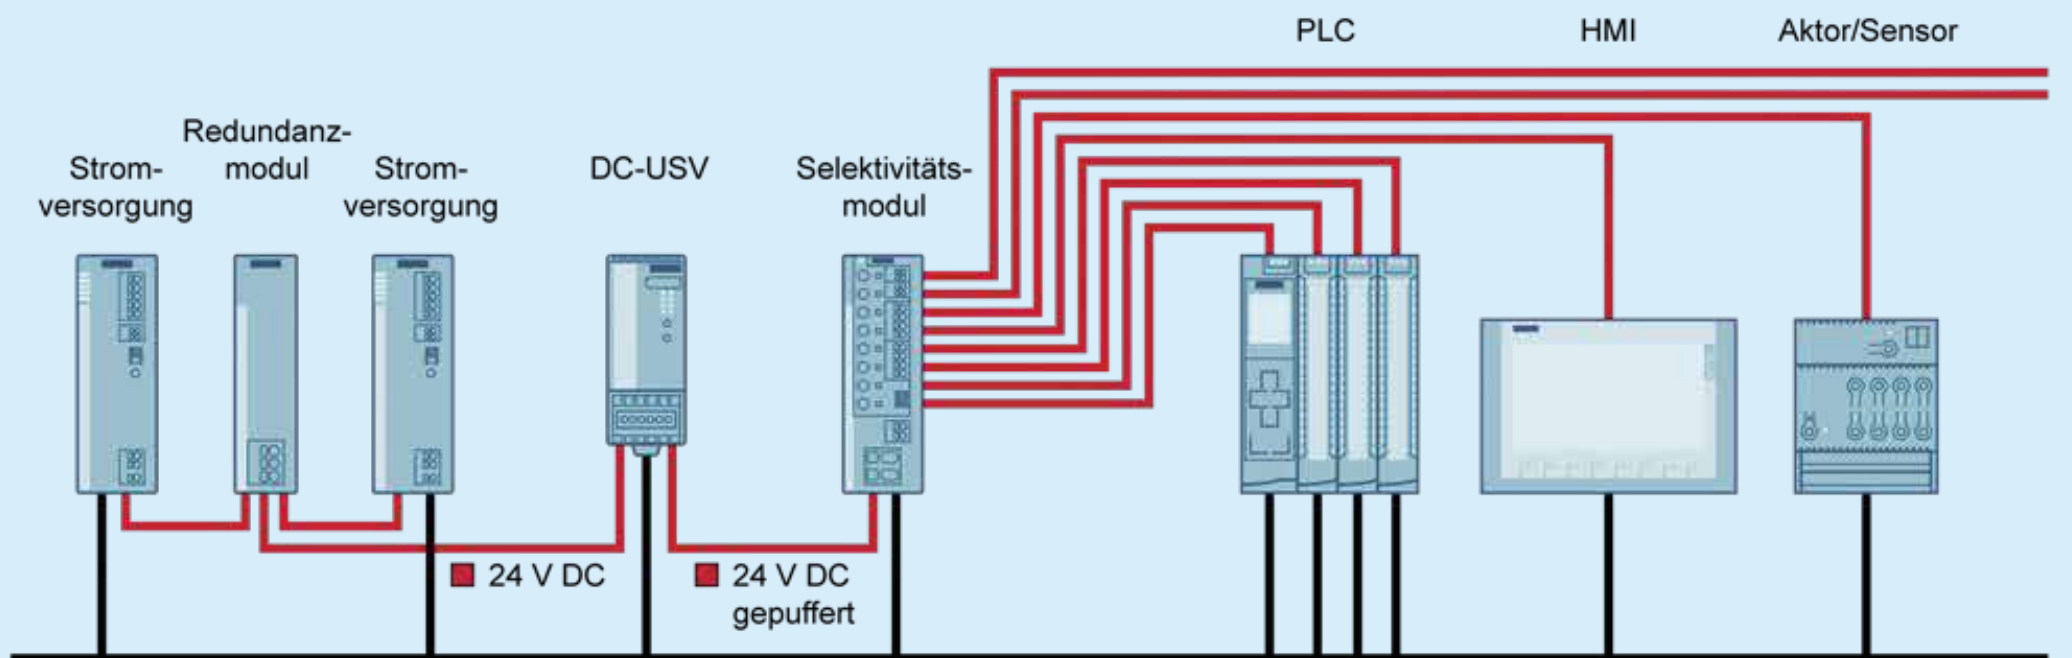 PLC
HMI
Aktor/Sensor
Strom-
versorgung
Redundanz-
modul
Strom-
versorgung
DC-USV
Selektivitäts-
modul
24 V DC
24 V DC
gepuffert